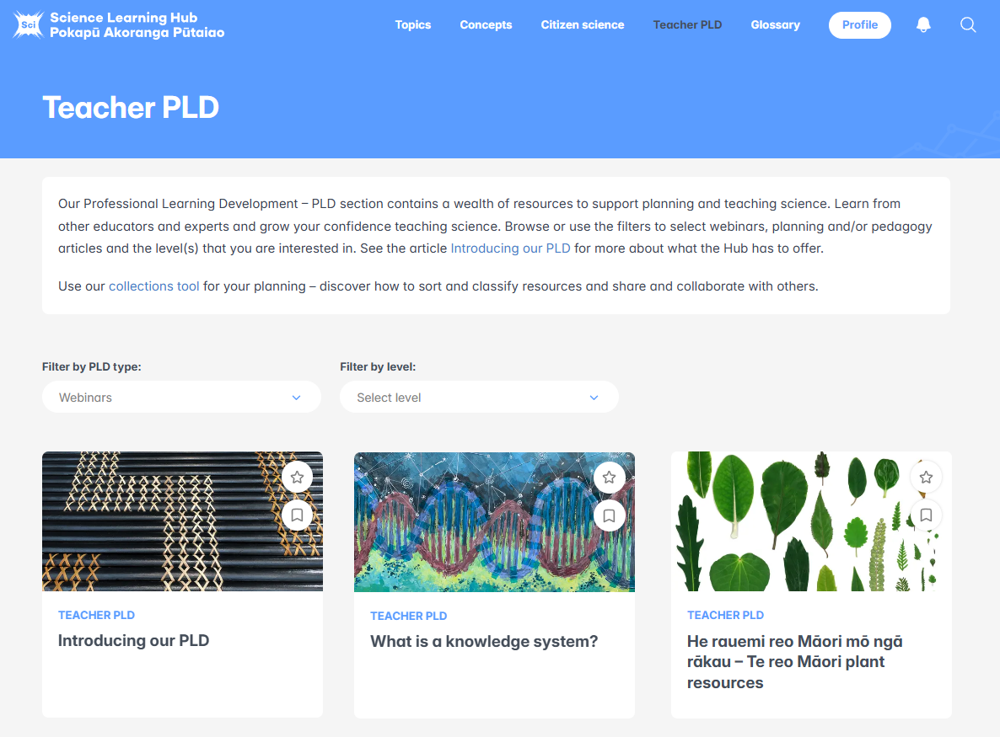 Sci
Science Learning Hub
Pokapū Akoranga Pūtaiao
Topics
Concepts
Citizen science
Teacher PLD
Glossary
Profile
Teacher PLD
Our Professional Learning Development – PLD section contains a wealth of resources to support planning and teaching science. Learn from
other educators and experts and grow your confidence teaching science. Browse or use the filters to select webinars, planning and/or pedagogy
articles and the level(s) that you are interested in. See the article Introducing our PLD for more about what the Hub has to offer.
Use our collections tool for your planning – discover how to sort and classify resources and share and collaborate with others.
Filter by PLD type:
Webinars
Filter by level:
Select level
TEACHER PLD
Introducing our PLD
TEACHER PLD
What is a knowledge system?
TEACHER PLD
He rauemi reo Māori mō ngā
rākau – Te reo Māori plant
resources